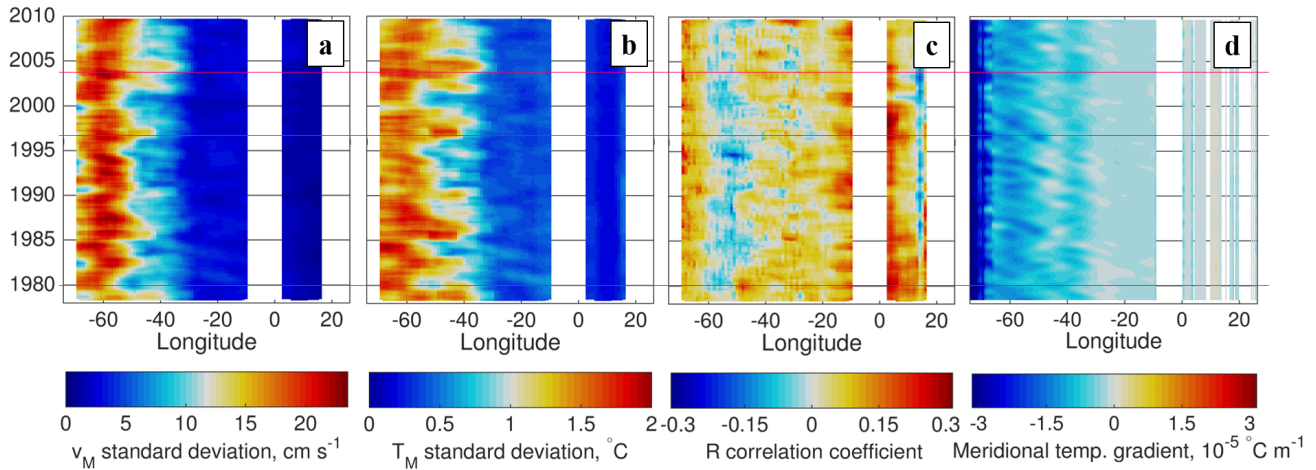 a b c d
2010
2005
2000
1995
1990
1985
1980
-60 -40 -20 0 20
-60 -40 -20 0 20
-60 -40 -20 0 20
-60 -40 -20 0 20
Longitude Longitude Longitude Longitude
0 5 10 15 20
0 0.5 1 1.5 2
-0.3 -0.15 0 0.15 0.3
-3 -1.5 0 1.5 3
v_M standard deviation, cm s⁻¹
T_M standard deviation, °C
R correlation coefficient
Meridional temp. gradient, 10⁻⁵ °C m⁻¹